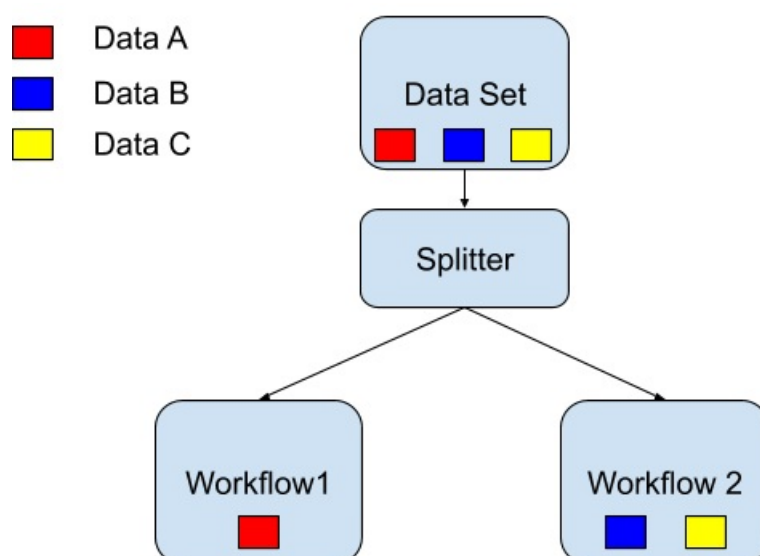 Data A
Data B
Data C
Data Set
Splitter
Workflow1
Workflow 2